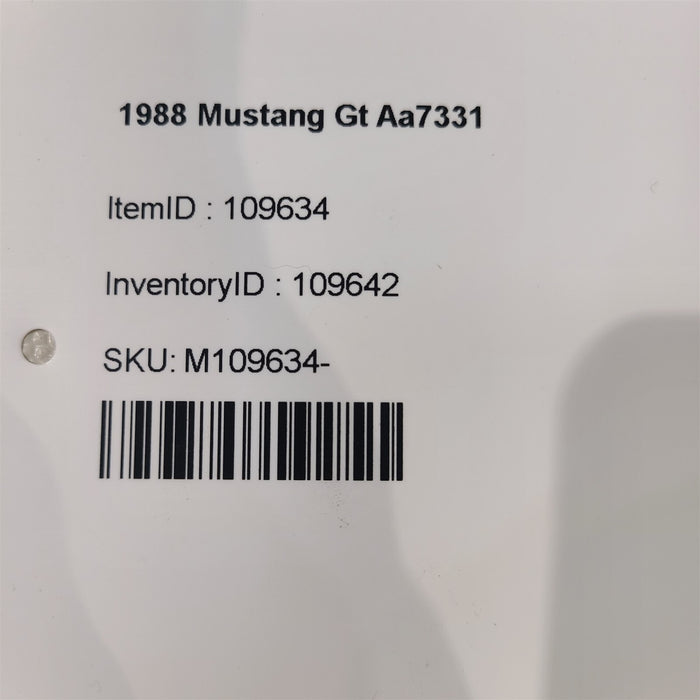 1988 Mustang Gt Aa7331
ItemID : 109634
InventoryID : 109642
SKU: M109634-